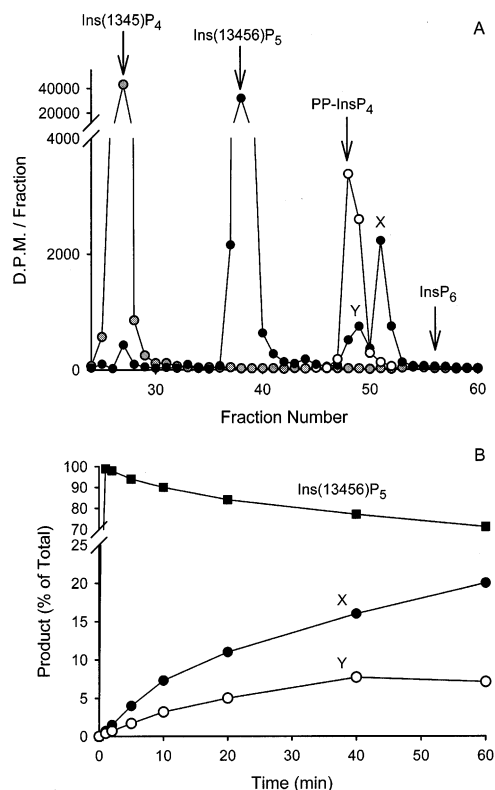 A
Ins(1345)P4
Ins(13456)P5
PP-InsP4
X
Y
InsP6
40000
20000
4000
2000
0
D.P.M. / Fraction
30
40
50
60
Fraction Number
B
Ins(13456)P5
X
Y
100
90
80
70
25
20
15
10
5
0
Product (% of Total)
0
10
20
30
40
50
60
Time (min)